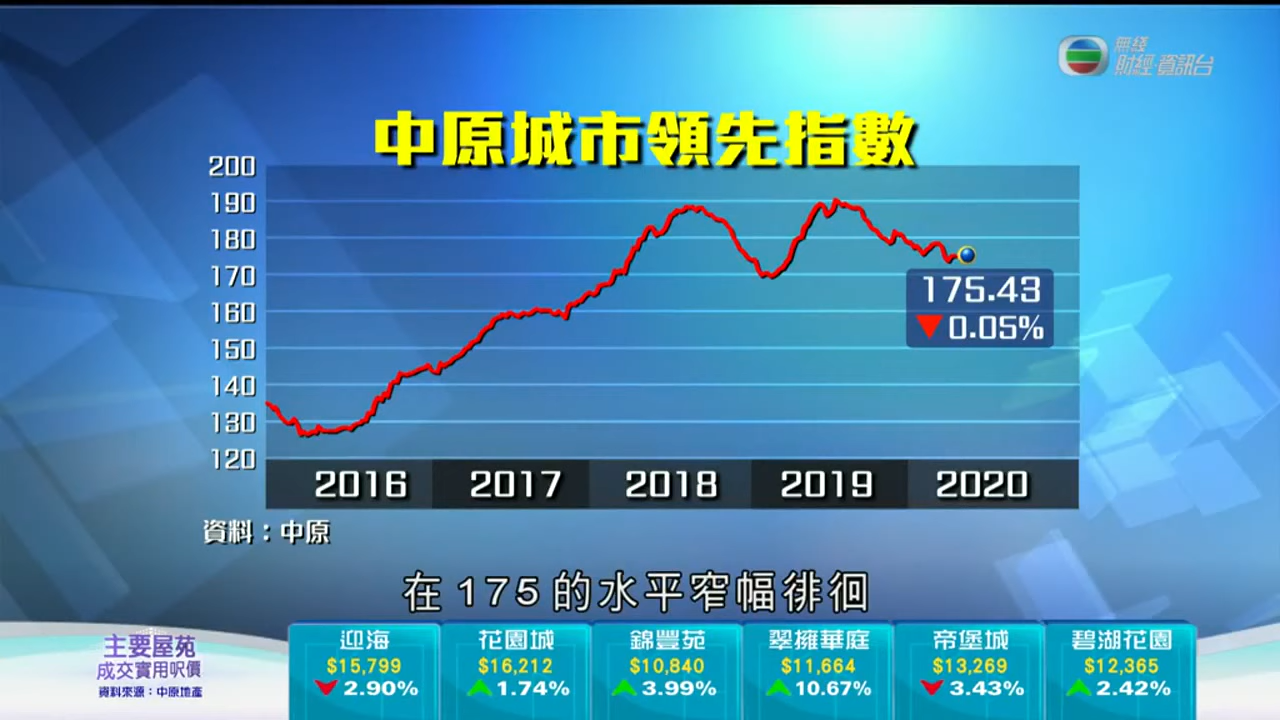 無綫
財經·資訊台
中原城市領先指數
200
190
180
170
160
150
140
130
120
175.43
0.05%
2016 2017 2018 2019 2020
資料：中原
在175的水平窄幅徘徊
主要屋苑
成交實用呎價
資料來源：中原地產
迎海 花園城 錦豐苑 翠擁華庭 帝堡城 碧湖花園
$15,799 $16,212 $10,840 $11,664 $13,269 $12,365
2.90% 1.74% 3.99% 10.67% 3.43% 2.42%